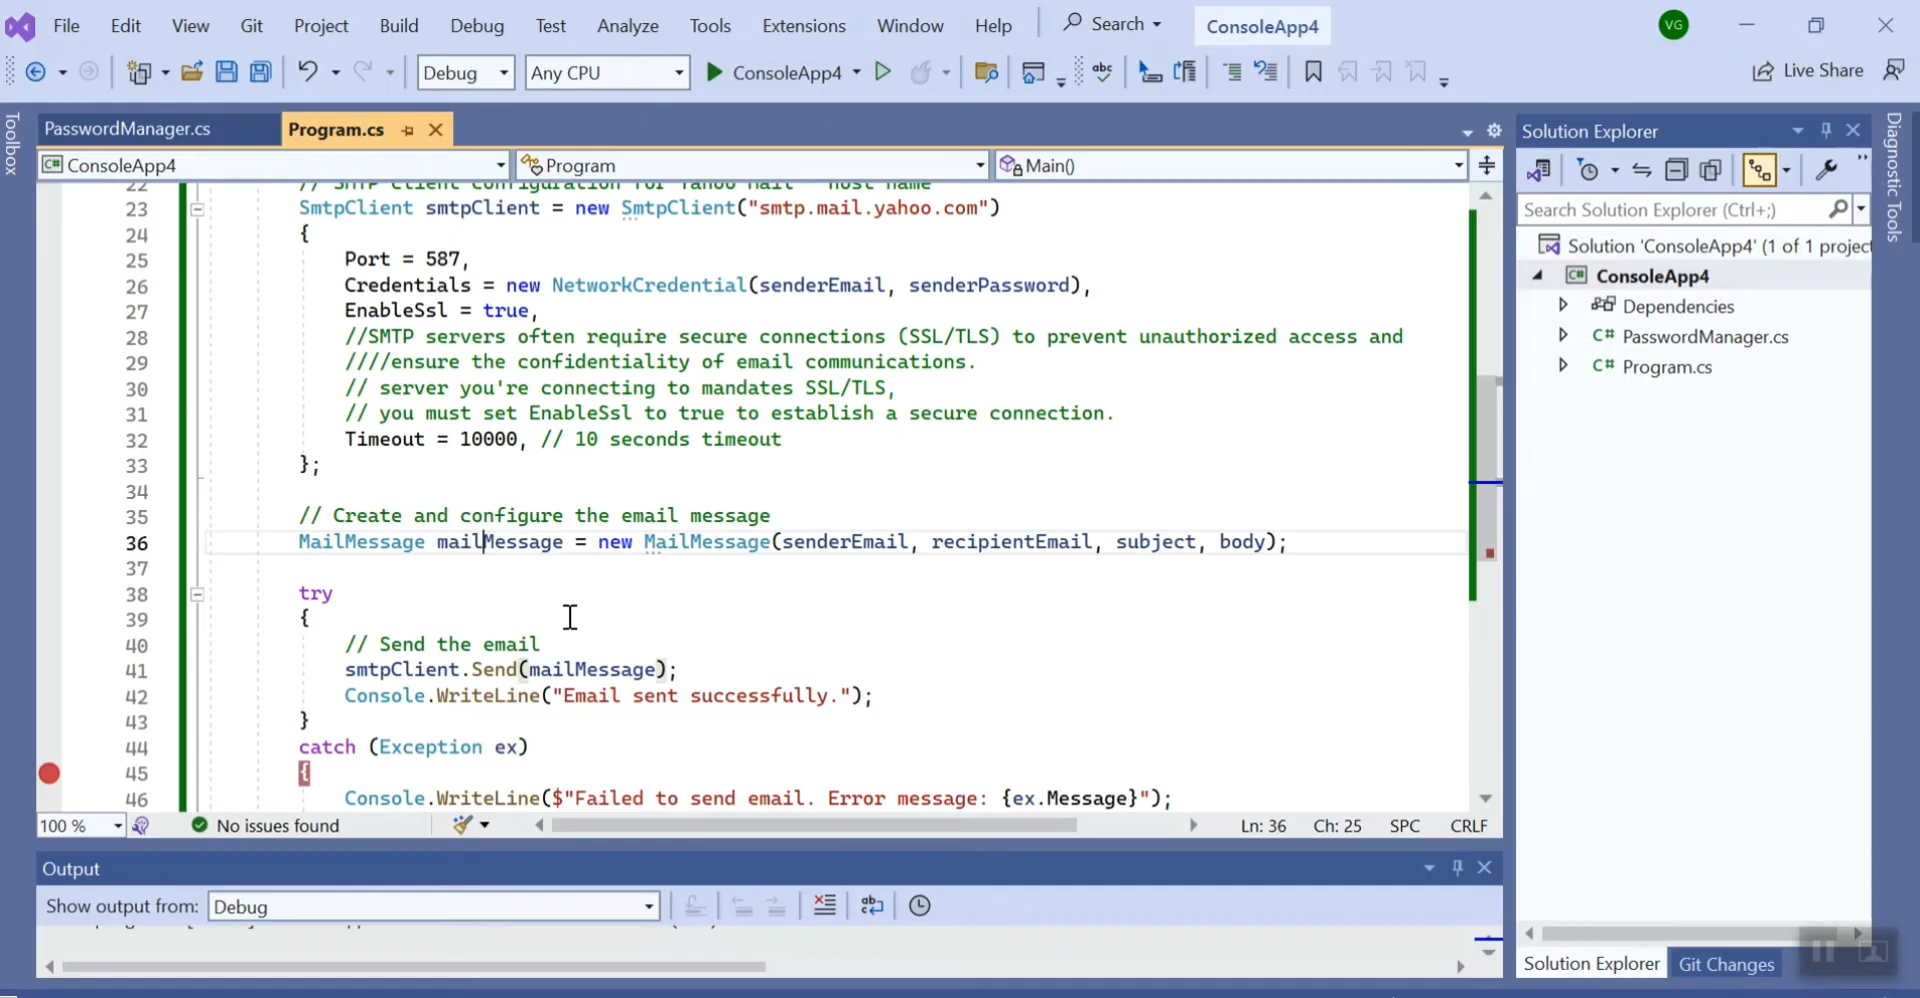 File Edit View Git Project Build Debug Test Analyze Tools Extensions Window Help Search ConsoleApp4 VG
Debug Any CPU ConsoleApp4 Live Share
Toolbox
PasswordManager.cs Program.cs
C# ConsoleApp4 Program Main()
22 // SMTP client configuration for Yahoo Mail host name
23 SmtpClient smtpClient = new SmtpClient("smtp.mail.yahoo.com")
24 {
25 Port = 587,
26 Credentials = new NetworkCredential(senderEmail, senderPassword),
27 EnableSsl = true,
28 //SMTP servers often require secure connections (SSL/TLS) to prevent unauthorized access and
29 ////ensure the confidentiality of email communications.
30 // server you're connecting to mandates SSL/TLS,
31 // you must set EnableSsl to true to establish a secure connection.
32 Timeout = 10000, // 10 seconds timeout
33 };
34
35 // Create and configure the email message
36 MailMessage mailMessage = new MailMessage(senderEmail, recipientEmail, subject, body);
37
38 try
39 {
40 // Send the email
41 smtpClient.Send(mailMessage);
42 Console.WriteLine("Email sent successfully.");
43 }
44 catch (Exception ex)
45 {
46 Console.WriteLine($"Failed to send email. Error message: {ex.Message}");
100 % No issues found Ln: 36 Ch: 25 SPC CRLF
Output
Show output from: Debug
Solution Explorer
Search Solution Explorer (Ctrl+;)
Solution 'ConsoleApp4' (1 of 1 project
C# ConsoleApp4
Dependencies
C# PasswordManager.cs
C# Program.cs
Solution Explorer Git Changes
Diagnostic Tools